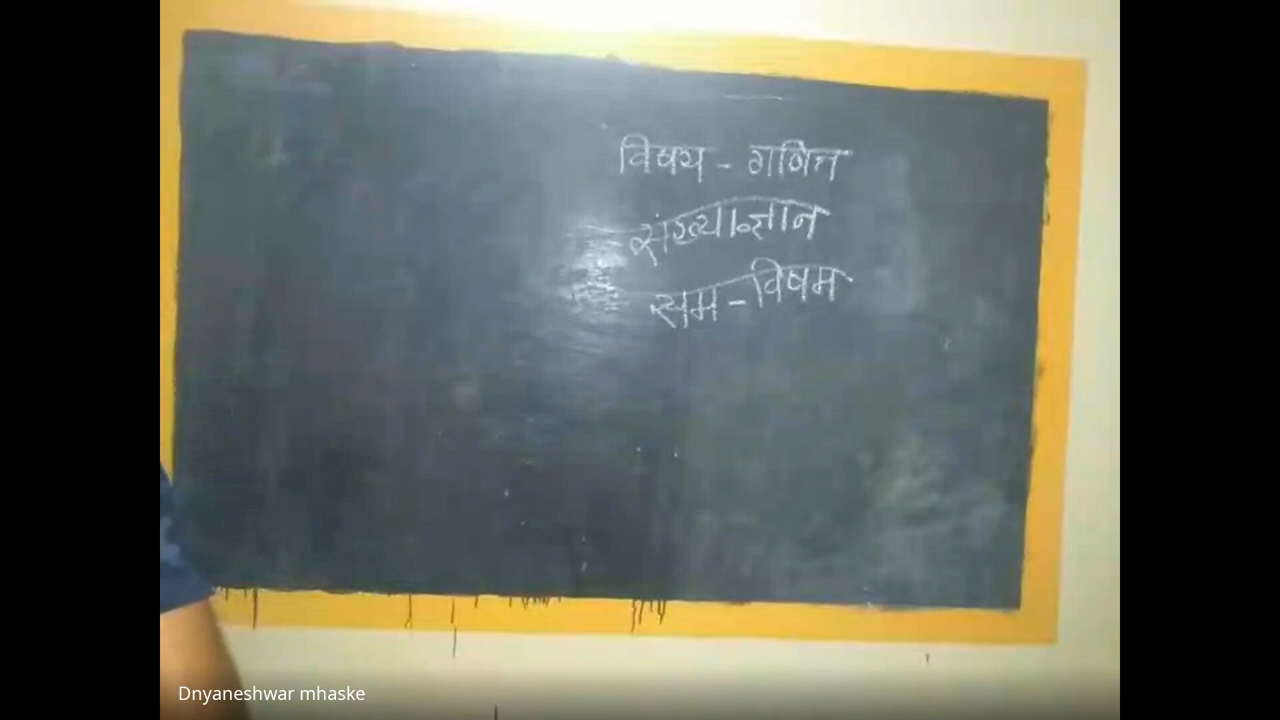 विषय - गणित
संख्याज्ञान
सम - विषम
Dnyaneshwar mhaske